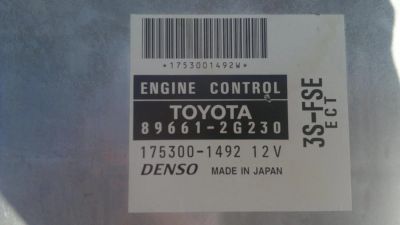 *1753001492W*
ENGINE CONTROL
TOYOTA
89661-2G230
175300-1492 12V
DENSO MADE IN JAPAN
3S-FSE
ECT